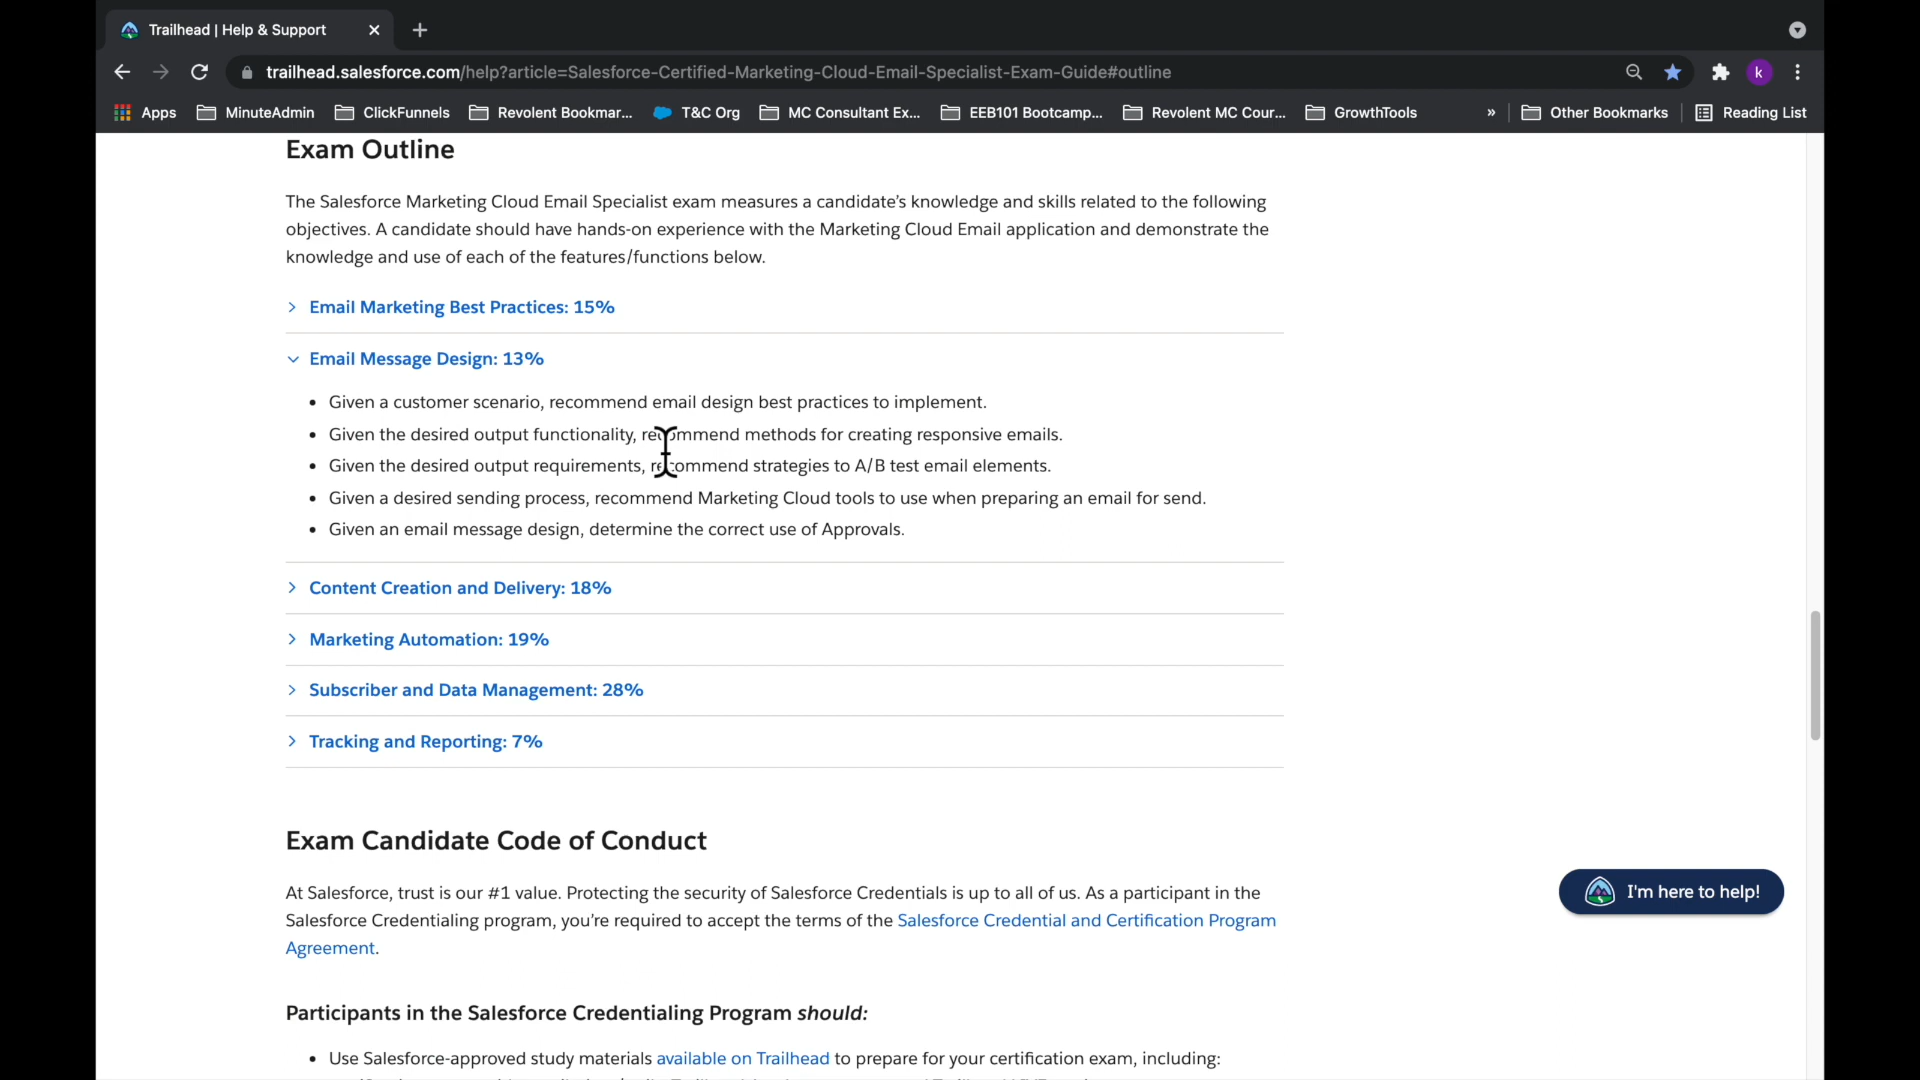 Trailhead | Help & Support
trailhead.salesforce.com/help?article=Salesforce-Certified-Marketing-Cloud-Email-Specialist-Exam-Guide#outline
k
Apps MinuteAdmin ClickFunnels Revolent Bookmar... T&C Org MC Consultant Ex... EEB101 Bootcamp... Revolent MC Cour... GrowthTools » Other Bookmarks Reading List
Exam Outline
The Salesforce Marketing Cloud Email Specialist exam measures a candidate's knowledge and skills related to the following
objectives. A candidate should have hands-on experience with the Marketing Cloud Email application and demonstrate the
knowledge and use of each of the features/functions below.
Email Marketing Best Practices: 15%
Email Message Design: 13%
• Given a customer scenario, recommend email design best practices to implement.
• Given the desired output functionality, recommend methods for creating responsive emails.
• Given the desired output requirements, recommend strategies to A/B test email elements.
• Given a desired sending process, recommend Marketing Cloud tools to use when preparing an email for send.
• Given an email message design, determine the correct use of Approvals.
Content Creation and Delivery: 18%
Marketing Automation: 19%
Subscriber and Data Management: 28%
Tracking and Reporting: 7%
Exam Candidate Code of Conduct
At Salesforce, trust is our #1 value. Protecting the security of Salesforce Credentials is up to all of us. As a participant in the
Salesforce Credentialing program, you're required to accept the terms of the Salesforce Credential and Certification Program
Agreement.
I'm here to help!
Participants in the Salesforce Credentialing Program should:
• Use Salesforce-approved study materials available on Trailhead to prepare for your certification exam, including: